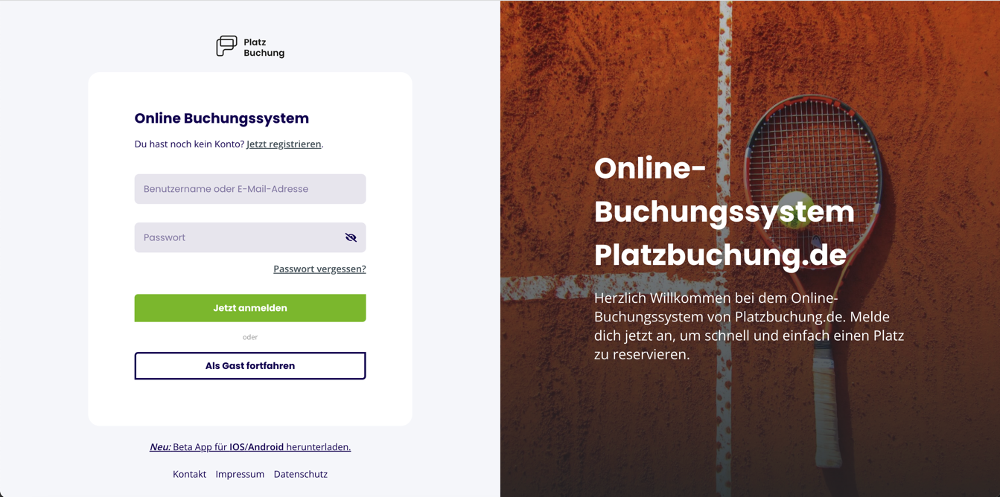 Platz
Buchung
Online Buchungssystem
Du hast noch kein Konto? Jetzt registrieren.
Benutzername oder E-Mail-Adresse
Passwort
Passwort vergessen?
Jetzt anmelden
oder
Als Gast fortfahren
Neu: Beta App für IOS/Android herunterladen.
Kontakt Impressum Datenschutz
Online-
Buchungssystem
Platzbuchung.de
Herzlich Willkommen bei dem Online-
Buchungssystem von Platzbuchung.de. Melde
dich jetzt an, um schnell und einfach einen Platz
zu reservieren.